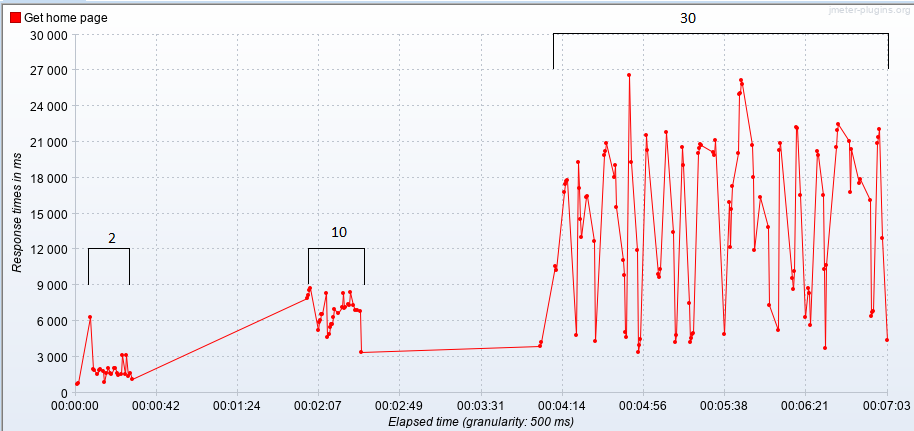 jmeter-plugins.org
Get home page
30
30 000
27 000
24 000
21 000
18 000
15 000
12 000
9 000
6 000
3 000
0
Response times in ms
2
10
00:00:00 00:00:42 00:01:24 00:02:07 00:02:49 00:03:31 00:04:14 00:04:56 00:05:38 00:06:21 00:07:03
Elapsed time (granularity: 500 ms)